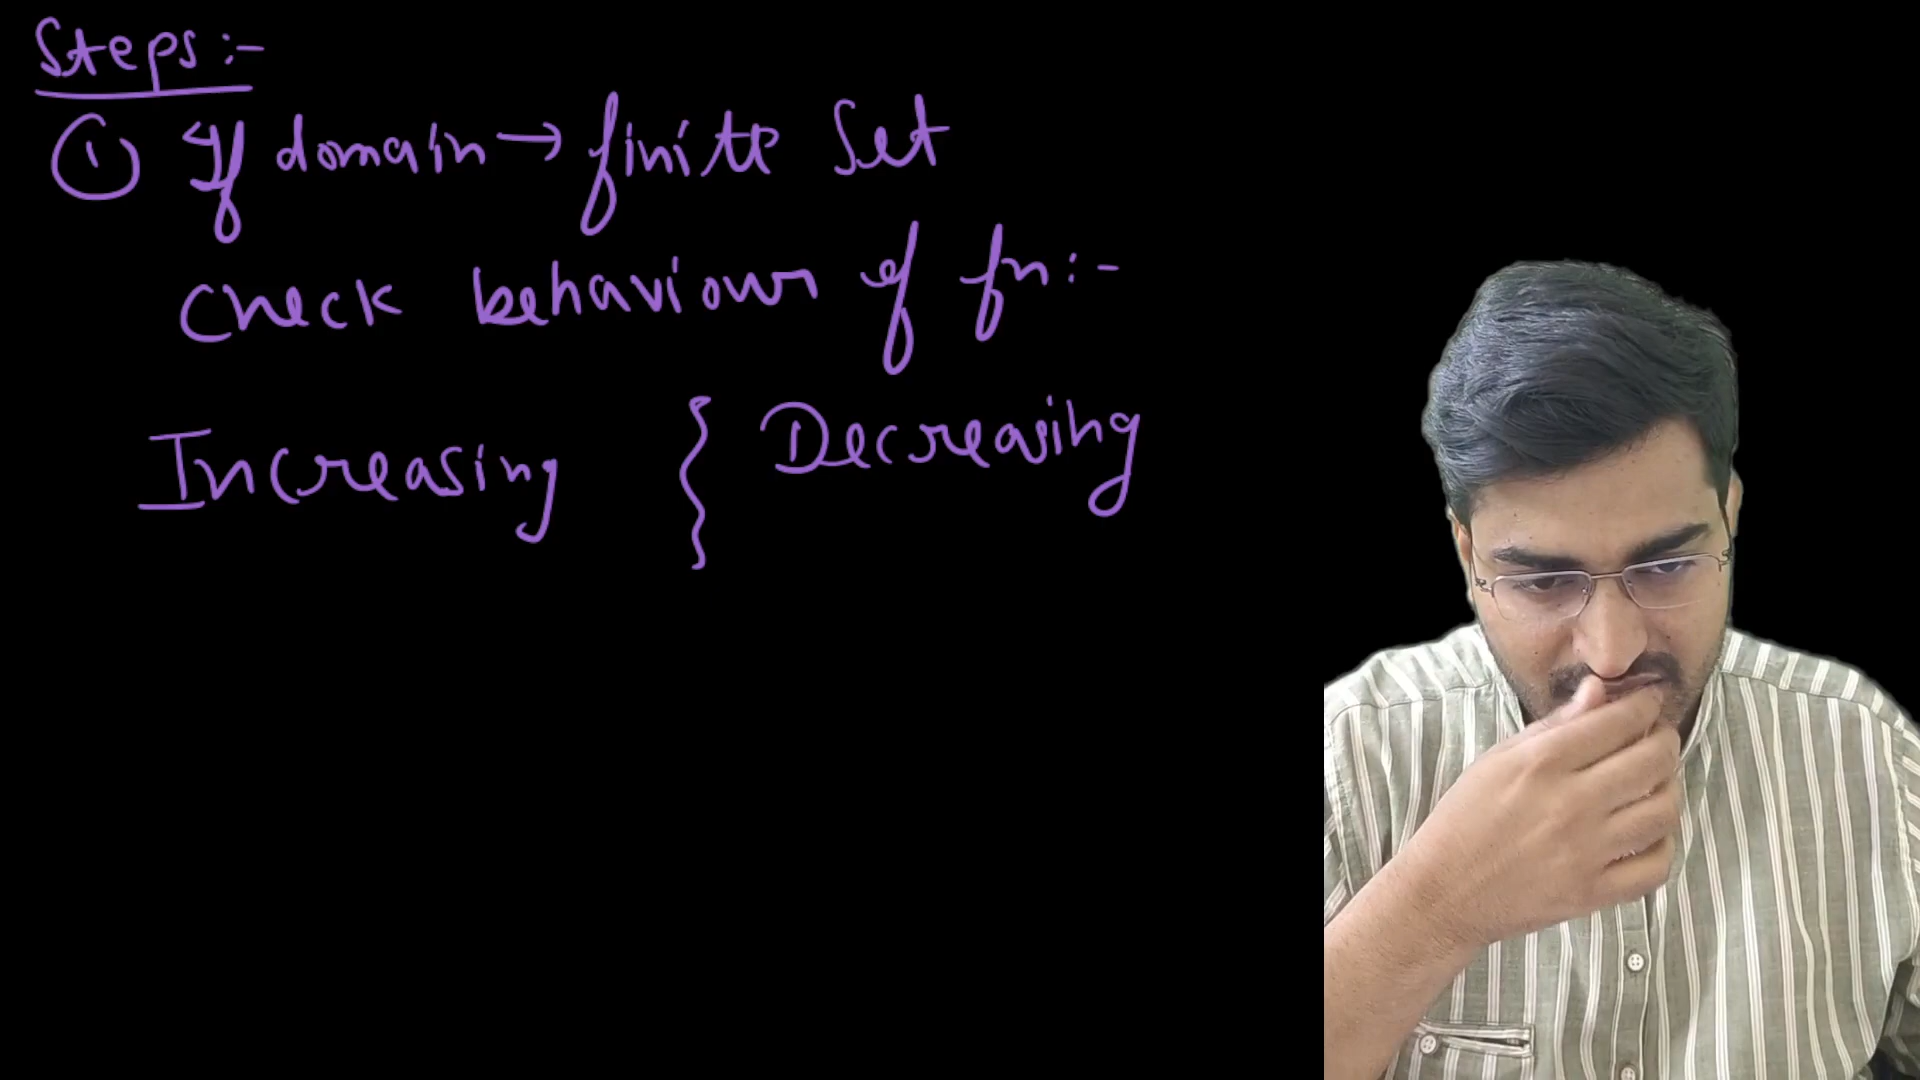 Steps :-
① If domain → finite Set
Check behaviour of fn :-
Increasing } Decreasing